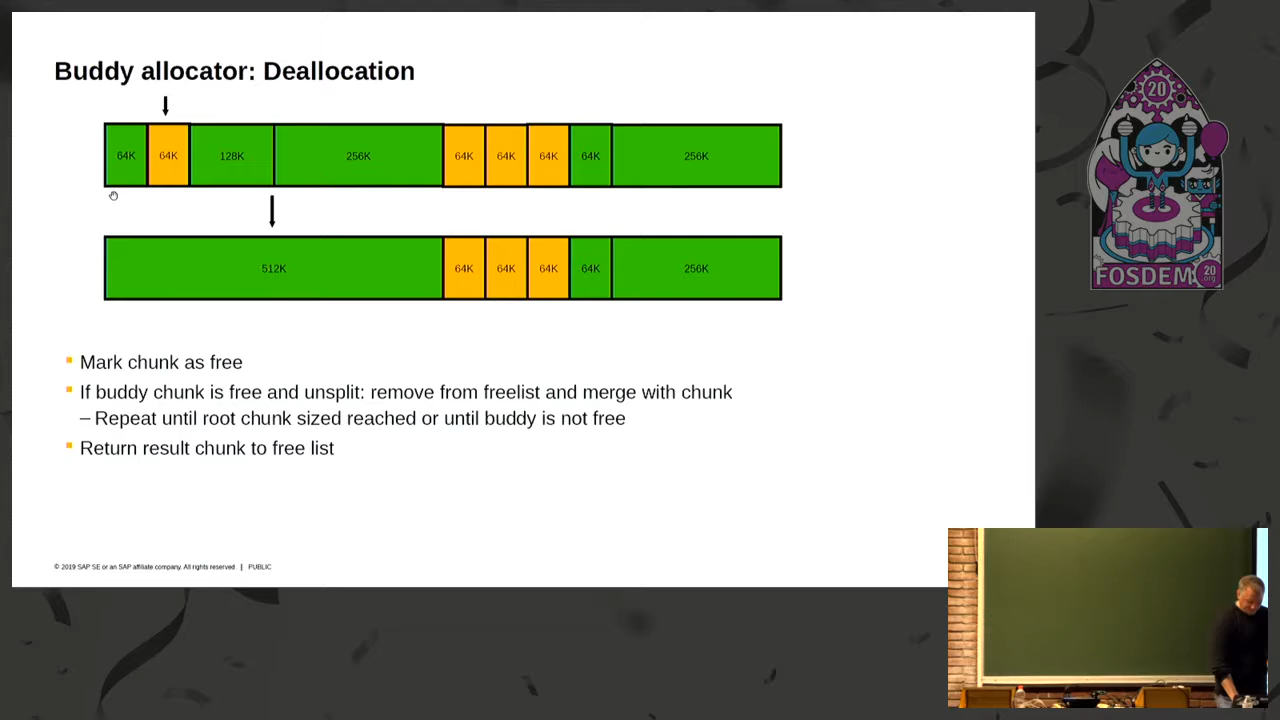 Buddy allocator: Deallocation
64K 64K 128K 256K 64K 64K 64K 64K 256K
512K 64K 64K 64K 64K 256K
Mark chunk as free
If buddy chunk is free and unsplit: remove from freelist and merge with chunk
– Repeat until root chunk sized reached or until buddy is not free
Return result chunk to free list
© 2019 SAP SE or an SAP affiliate company. All rights reserved. | PUBLIC
20
FOSDEM 20
.org